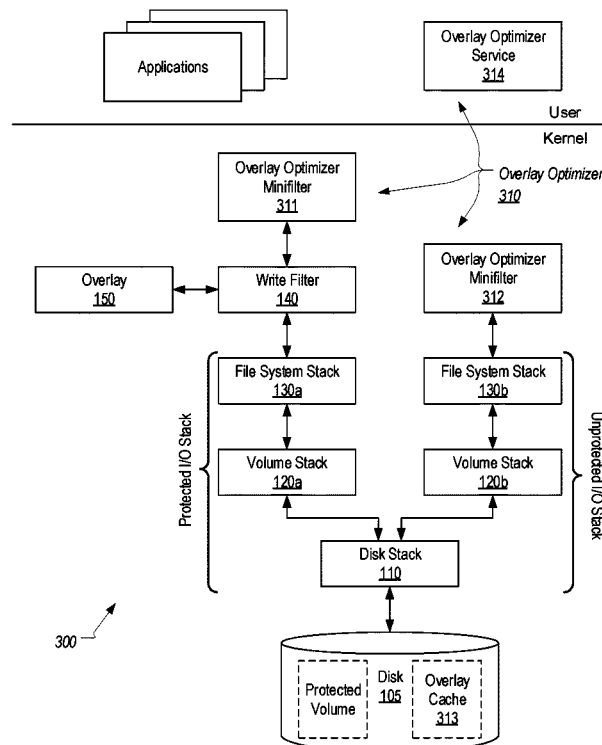 Applications
Overlay Optimizer
Service
314
User
Kernel
Overlay Optimizer
Minifilter
311
Overlay Optimizer
310
Overlay Optimizer
Minifilter
312
Overlay
150
Write Filter
140
File System Stack
130a
File System Stack
130b
Protected I/O Stack
Unprotected I/O Stack
Volume Stack
120a
Volume Stack
120b
Disk Stack
110
300
Protected
Volume
Disk
105
Overlay
Cache
313